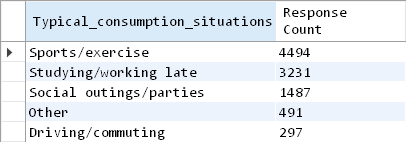 Typical_consumption_situations Response Count
Sports/exercise 4494
Studying/working late 3231
Social outings/parties 1487
Other 491
Driving/commuting 297